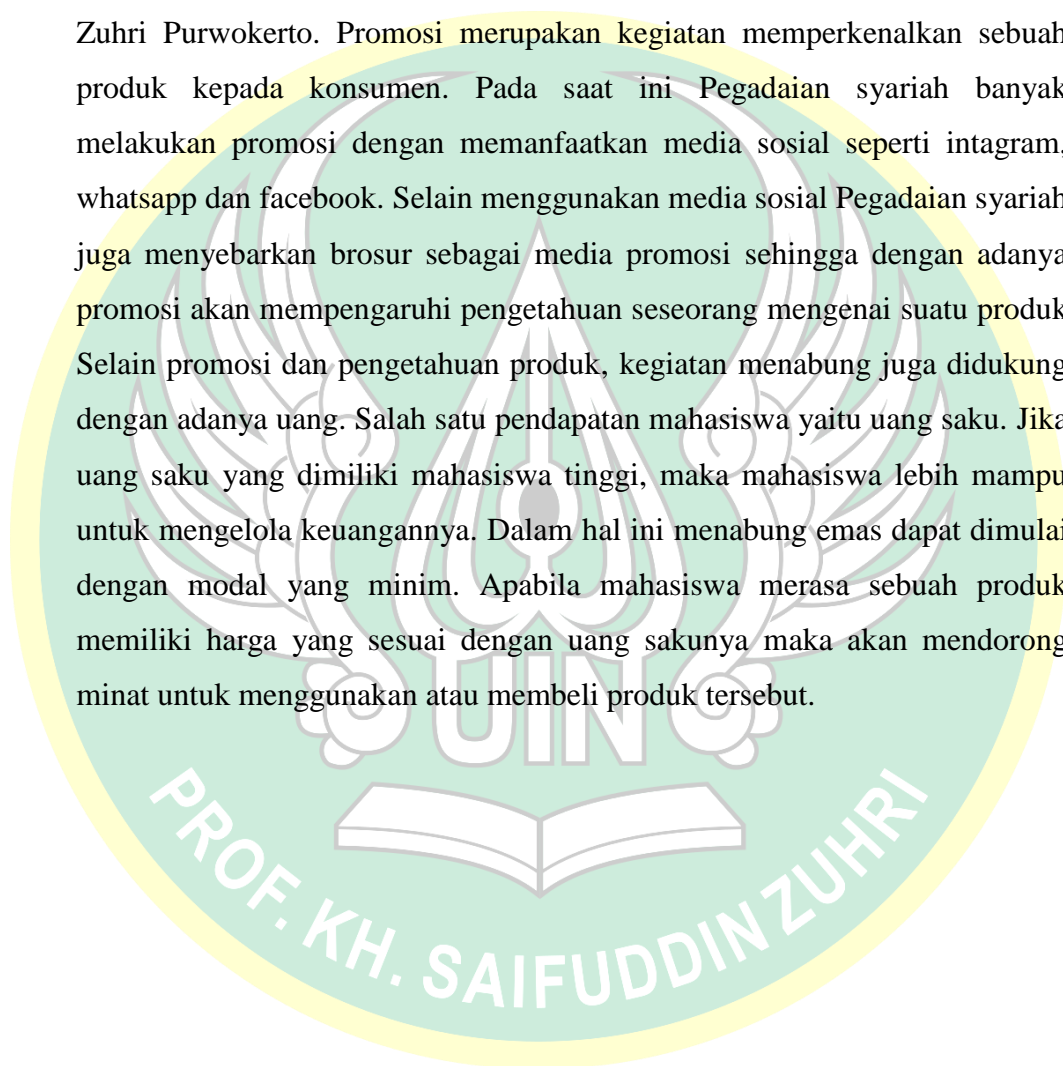 Zuhri Purwokerto. Promosi merupakan kegiatan memperkenalkan sebuah
produk kepada konsumen. Pada saat ini Pegadaian syariah banyak
melakukan promosi dengan memanfaatkan media sosial seperti intagram,
whatsapp dan facebook. Selain menggunakan media sosial Pegadaian syariah
juga menyebarkan brosur sebagai media promosi sehingga dengan adanya
promosi akan mempengaruhi pengetahuan seseorang mengenai suatu produk
Selain promosi dan pengetahuan produk, kegiatan menabung juga didukung
dengan adanya uang. Salah satu pendapatan mahasiswa yaitu uang saku. Jika
uang saku yang dimiliki mahasiswa tinggi, maka mahasiswa lebih mampu
untuk mengelola keuangannya. Dalam hal ini menabung emas dapat dimulai
dengan modal yang minim. Apabila mahasiswa merasa sebuah produk
memiliki harga yang sesuai dengan uang sakunya maka akan mendorong
minat untuk menggunakan atau membeli produk tersebut.
UIN
PROF. KH. SAIFUDDIN ZUHRI